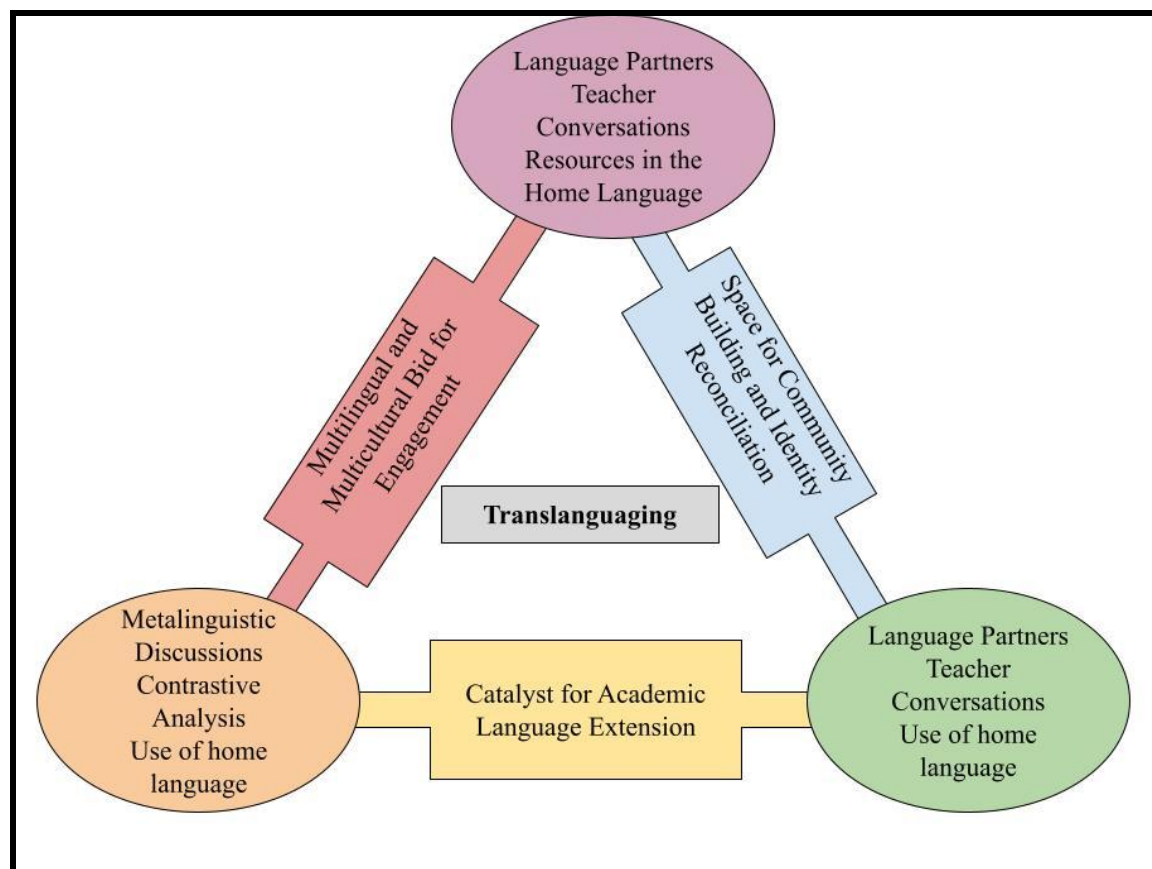 Language Partners
Teacher
Conversations
Resources in the
Home Language
Multilingual and
Multicultural Bid for
Engagement
Space for Community
Building and Identity
Reconciliation
Translanguaging
Metalinguistic
Discussions
Contrastive
Analysis
Use of home
language
Catalyst for Academic
Language Extension
Language Partners
Teacher
Conversations
Use of home
language